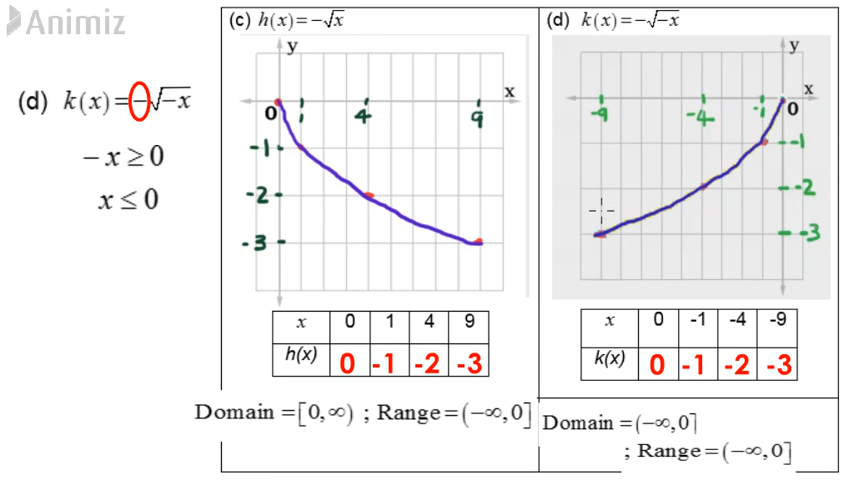 Animiz
(d) k(x)=-√-x
-x≥0
x≤0
(c) h(x)=-√x
y
x
0
1
4
9
-1
-2
-3
x 0 1 4 9
h(x) 0 -1 -2 -3
Domain =[0,∞) ; Range=(-∞,0]
(d) k(x)=-√-x
y
x
-9
-4
-1
0
-1
-2
-3
x 0 -1 -4 -9
k(x) 0 -1 -2 -3
Domain =(-∞,0]
; Range=(-∞,0]